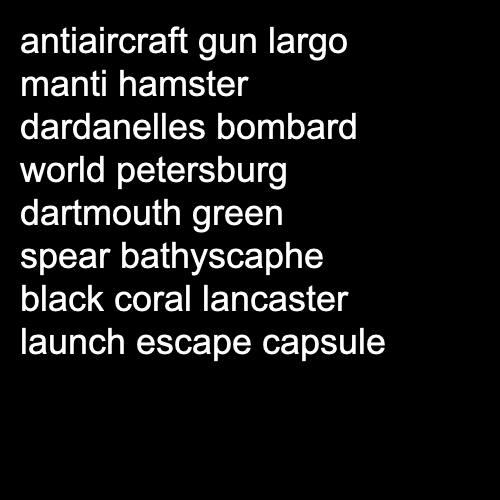 antiaircraft gun largo
manti hamster
dardanelles bombard
world petersburg
dartmouth green
spear bathyscaphe
black coral lancaster
launch escape capsule